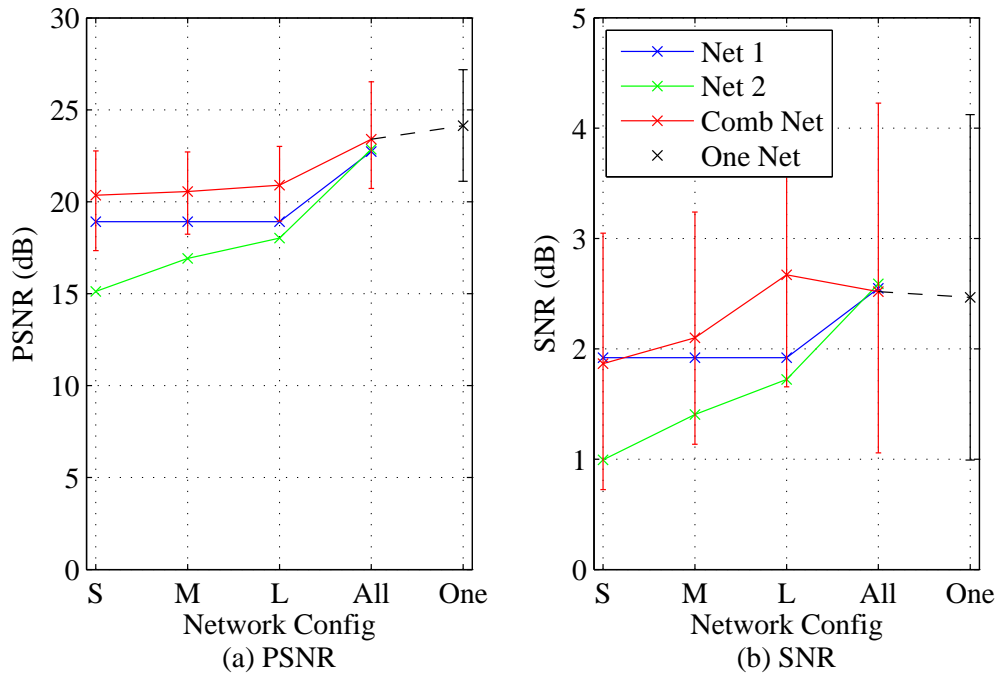 30
25
20
15
10
5
0
PSNR (dB)
S M L All One
Network Config
(a) PSNR
5
4
3
2
1
0
SNR (dB)
Net 1
Net 2
Comb Net
One Net
S M L All One
Network Config
(b) SNR